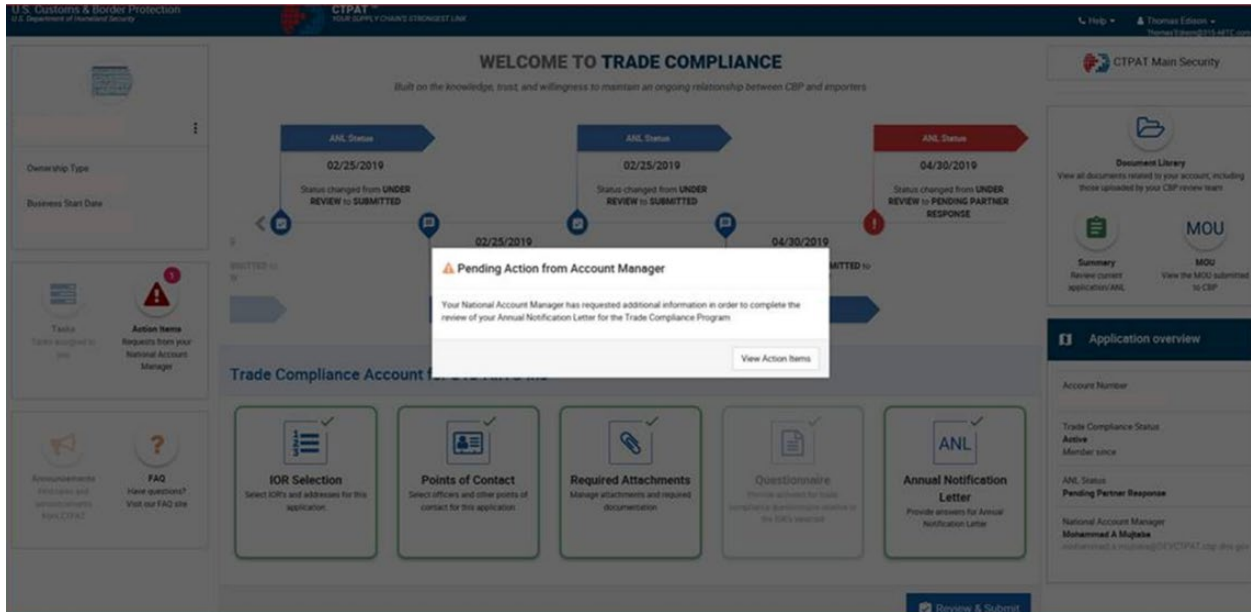 U.S. Customs & Border Protection
U.S. Department of Homeland Security
CTPAT
YOUR SUPPLY CHAIN'S STRONGEST LINK
Help
Thomas Edison
WELCOME TO TRADE COMPLIANCE
Built on the knowledge, trust, and willingness to maintain an ongoing relationship between CBP and importers
Ownership Type
Business Start Date
1
Tasks
Tasks assigned to
you
Action Items
Requests from your
National Account
Manager
Announcements
announcements
from CTPAT
?
FAQ
Have questions?
Visit our FAQ site
ANL Status
02/25/2019
Status changed from UNDER
REVIEW to SUBMITTED
ANL Status
02/25/2019
Status changed from UNDER
REVIEW to SUBMITTED
ANL Status
04/30/2019
Status changed from UNDER
REVIEW to PENDING PARTNER
RESPONSE
02/25/2019
04/30/2019
Pending Action from Account Manager
Your National Account Manager has requested additional information in order to complete the
review of your Annual Notification Letter for the Trade Compliance Program
View Action Items
Trade Compliance Account
IOR Selection
Select IOR's and addresses for this
application
Points of Contact
Select officers and other points of
contact for this application
Required Attachments
Manage attachments and required
documentation
Questionnaire
ANL
Annual Notification
Letter
Provide answers for Annual
Notification Letter
Review & Submit
CTPAT Main Security
Document Library
View all documents related to your account, including
those uploaded by your CBP review team
Summary
Review current
application/ANL
MOU
MOU
View the MOU submitted
to CBP
Application overview
Account Number
Trade Compliance Status
Active
Member since
ANL Status
Pending Partner Response
National Account Manager
Mohammad A Mujtaba